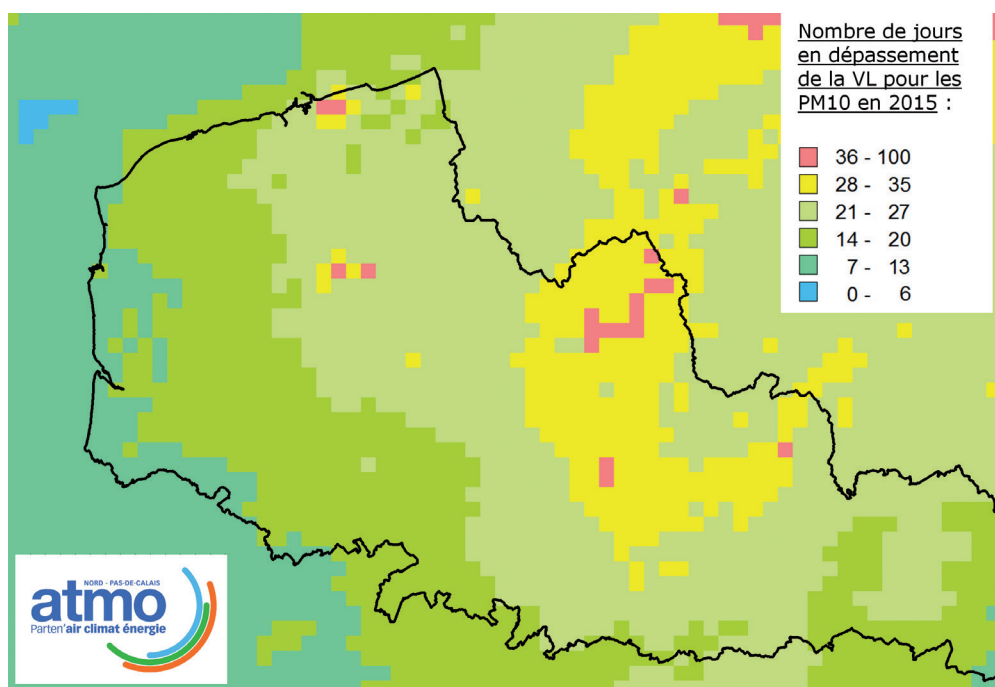 Nombre de jours
en dépassement
de la VL pour les
PM10 en 2015 :
36 - 100
28 - 35
21 - 27
14 - 20
7 - 13
0 - 6
NORD - PAS-DE-CALAIS
atmo
Parten'air climat énergie